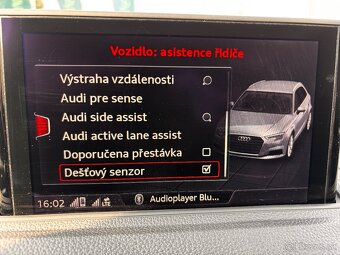 Vozidlo: asistence řidiče
Výstraha vzdálenosti
Audi pre sense
Audi side assist
Audi active lane assist
Doporučena přestávka
Dešťový senzor
16:02 LTE Audioplayer Blu...